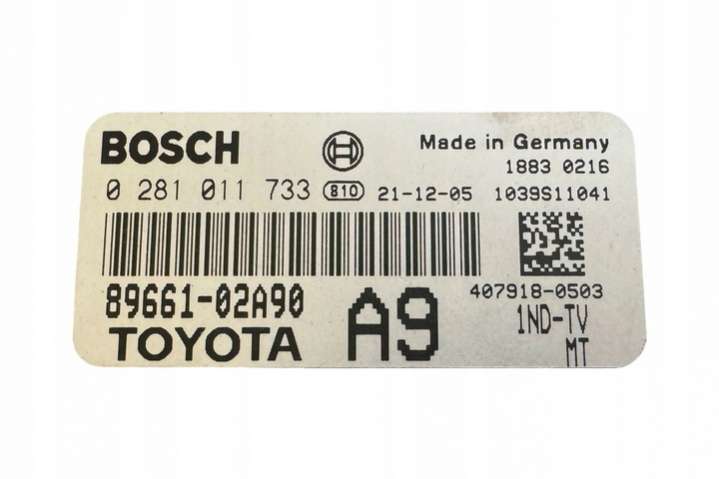 BOSCH
Made in Germany
1883 0216
0 281 011 733 810 21-12-05 1039S11041
407918-0503
89661-02A90
A9
1ND-TV
TOYOTA
MT